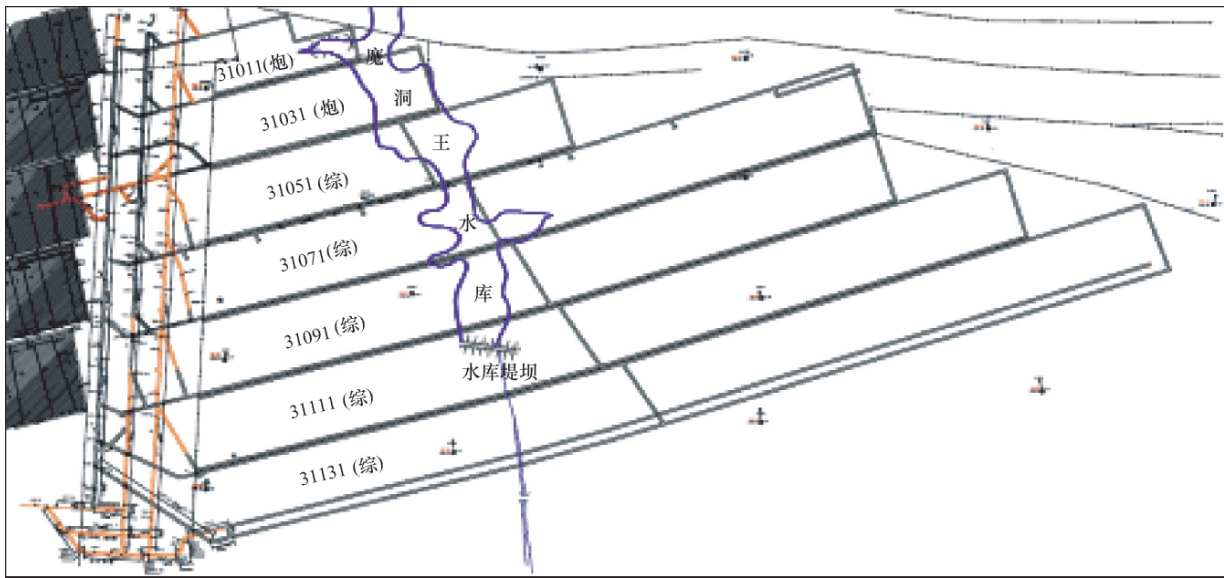 31011(炮)
31031 (炮)
31051 (综)
31071(综)
31091 (综)
31111 (综)
31131 (综)
魔
洞
王
水
库
水库堤坝